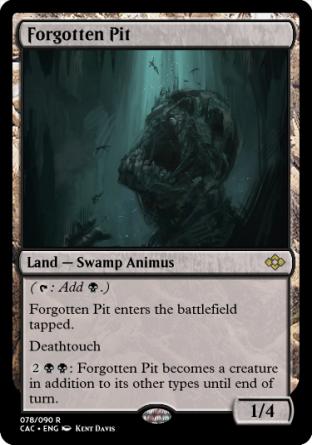 Forgotten Pit
Land — Swamp Animus
(T: Add B.)
Forgotten Pit enters the battlefield
tapped.
Deathtouch
2BB: Forgotten Pit becomes a creature
in addition to its other types until end of
turn.
1/4
078/090 R
CAC • ENG Kent Davis